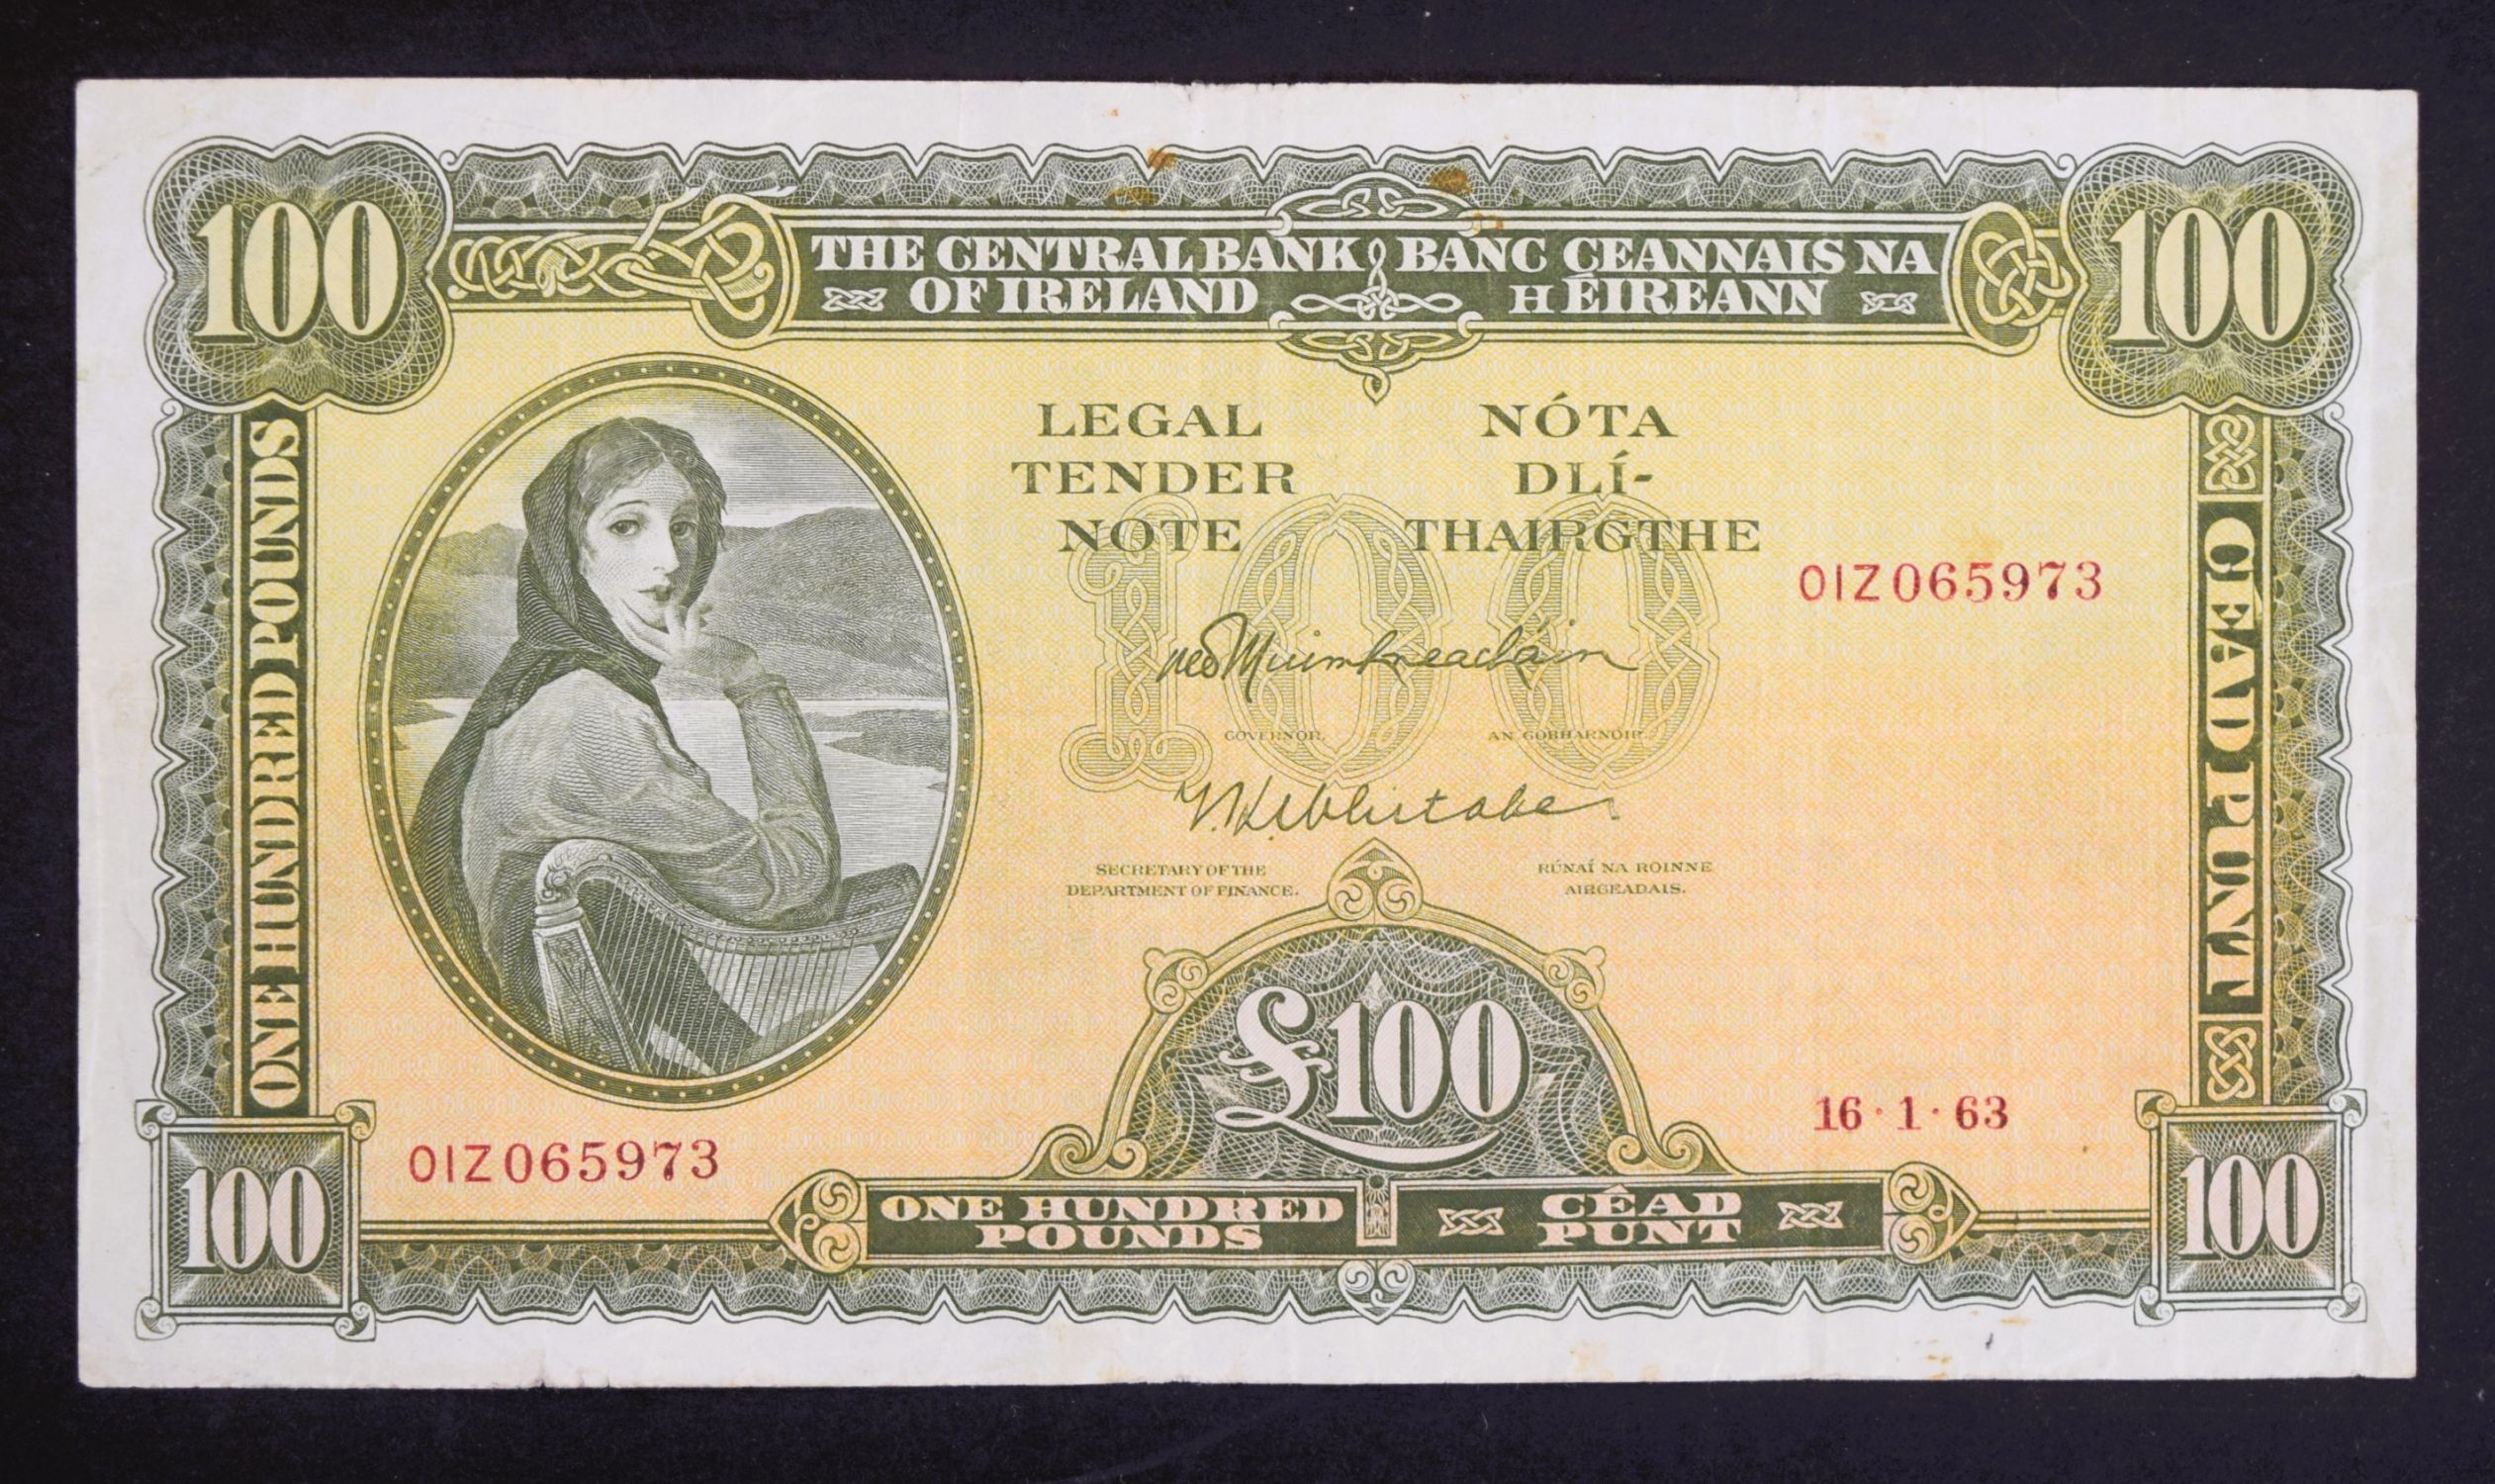 100
THE CENTRAL BANK
OF IRELAND
BANC CEANNAIS NA
H ÉIREANN
100
ONE HUNDRED POUNDS
LEGAL
TENDER
NOTE
NÓTA
DLÍ-
THAIRGTHE
100
01Z065973
GOVERNOR.
AN GOBHARNÓIR.
T.K. Whitaker
SECRETARY OF THE
DEPARTMENT OF FINANCE.
RÚNAÍ NA ROINNE
AIRGEADAIS.
CÉAD PUNT
£100
16·1·63
01Z065973
100
ONE HUNDRED
POUNDS
CÉAD
PUNT
100